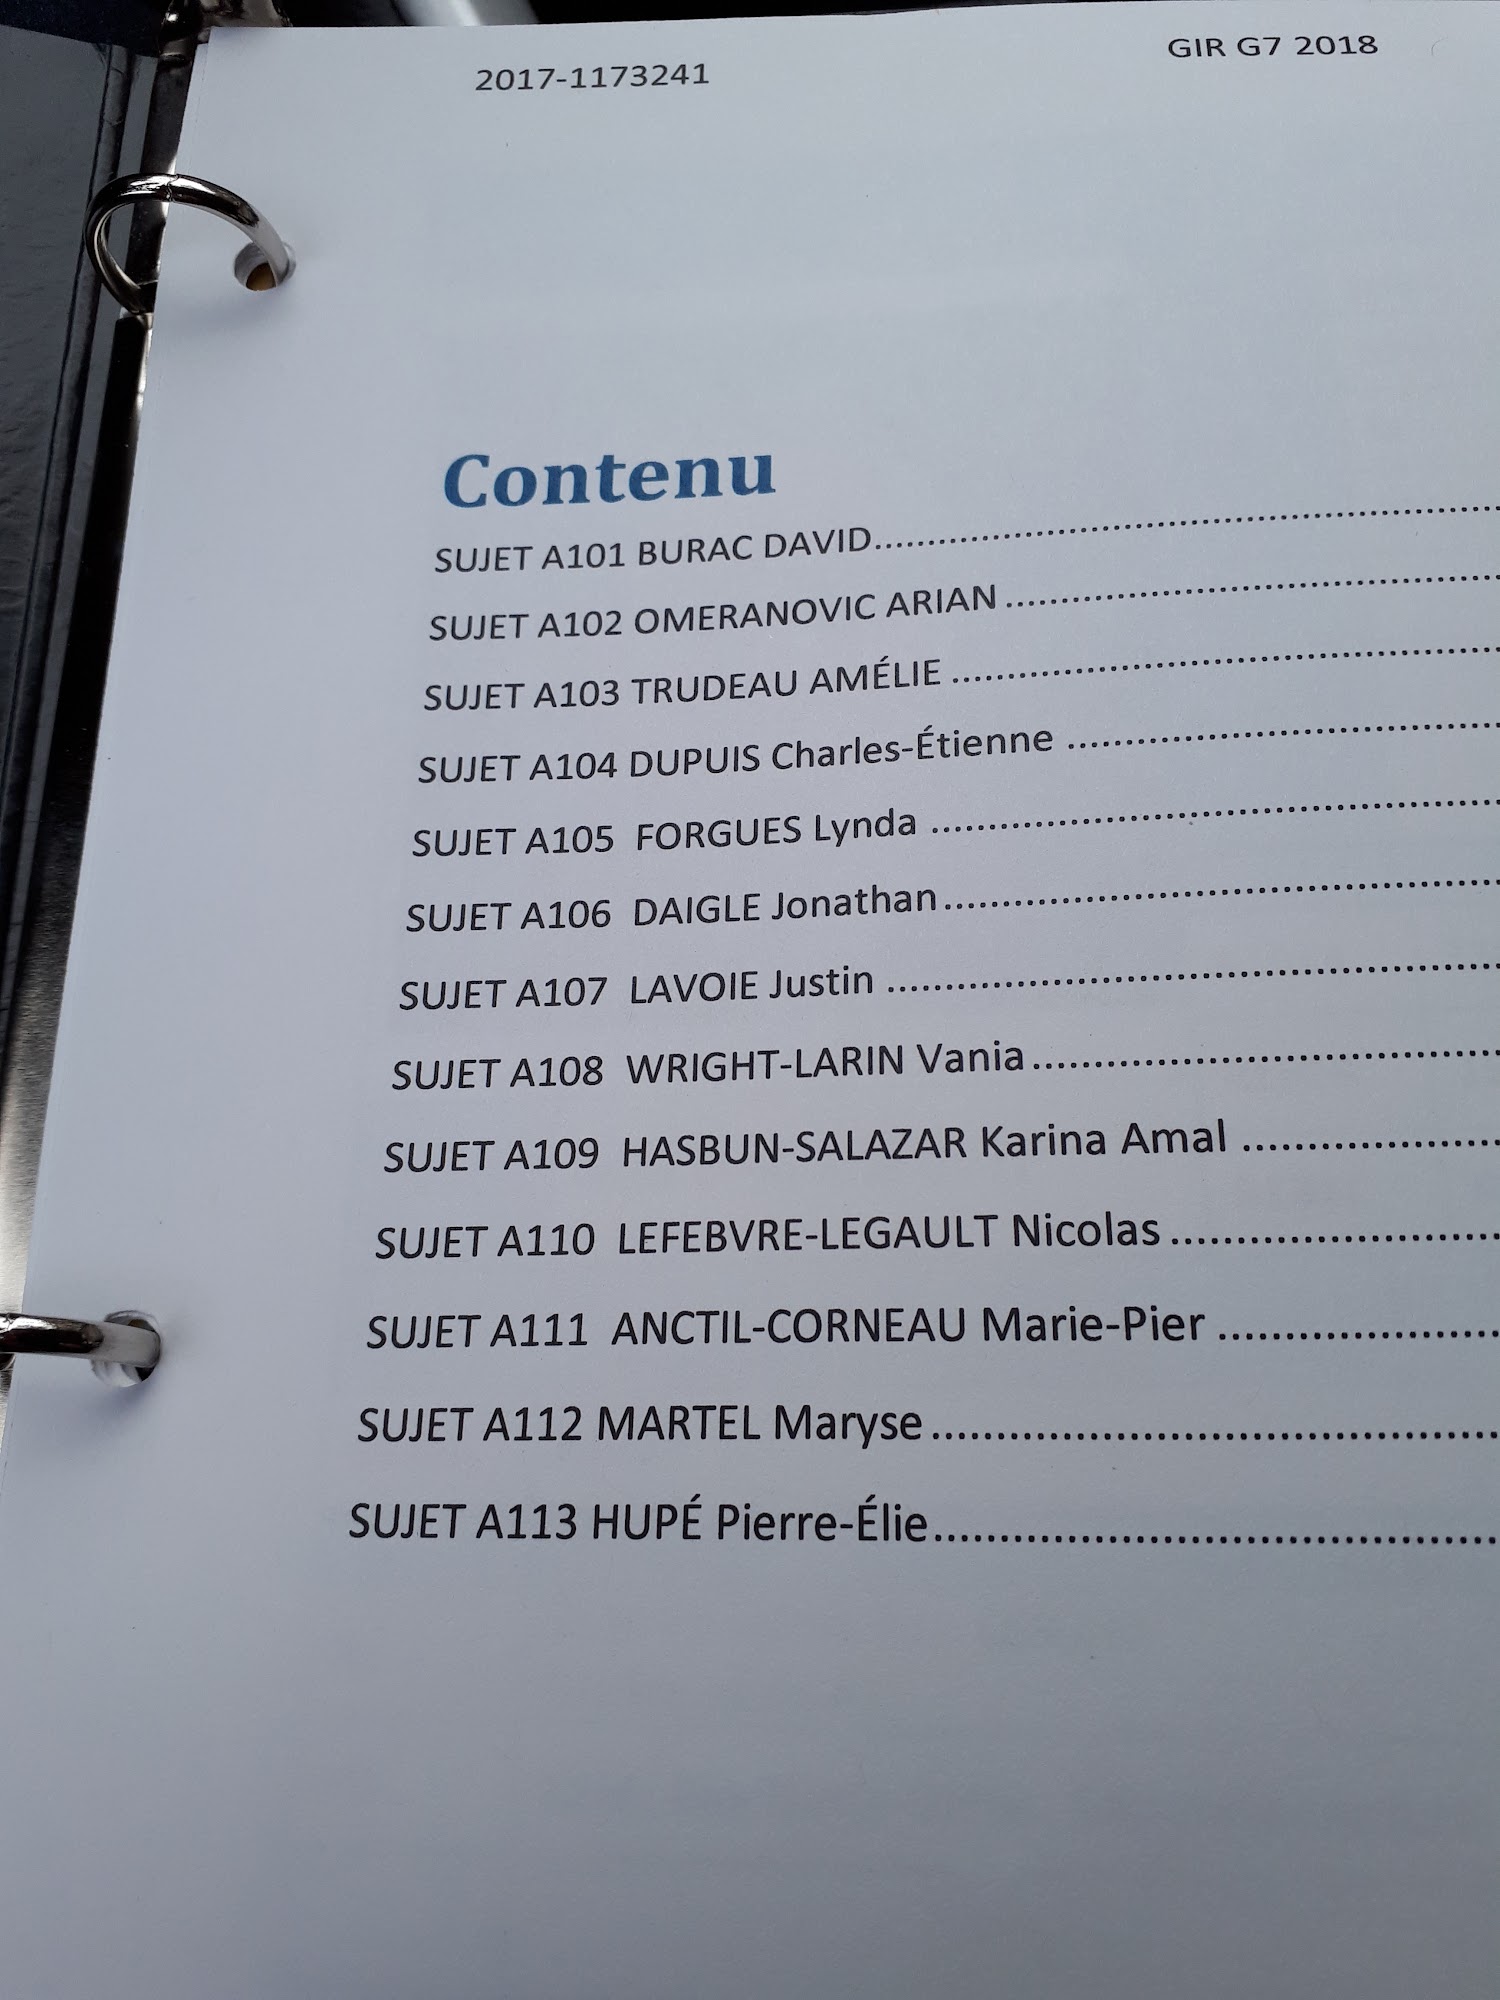 2017-1173241
GIR G7 2018
Contenu
SUJET A101 BURAC DAVID
SUJET A102 OMERANOVIC ARIAN
SUJET A103 TRUDEAU AMÉLIE
SUJET A104 DUPUIS Charles-Étienne
SUJET A105 FORGUES Lynda
SUJET A106 DAIGLE Jonathan
SUJET A107 LAVOIE Justin
SUJET A108 WRIGHT-LARIN Vania
SUJET A109 HASBUN-SALAZAR Karina Amal
SUJET A110 LEFEBVRE-LEGAULT Nicolas
SUJET A111 ANCTIL-CORNEAU Marie-Pier
SUJET A112 MARTEL Maryse
SUJET A113 HUPÉ Pierre-Élie